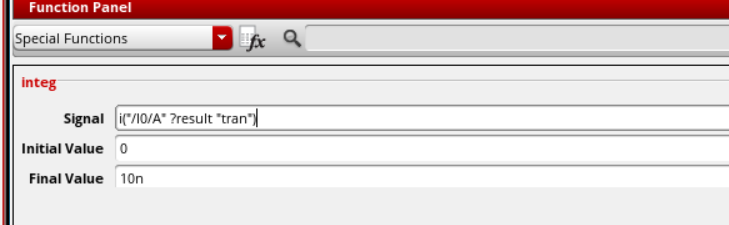 Function Panel
Special Functions
fx
integ
Signal i("/I0/A" ?result "tran")
Initial Value 0
Final Value 10n